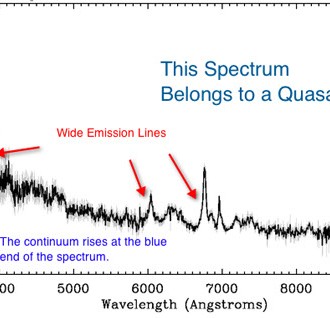 This Spectrum
Belongs to a Quasa
Wide Emission Lines
The continuum rises at the blue
end of the spectrum.
00 5000 6000 7000 8000
Wavelength (Angstroms)